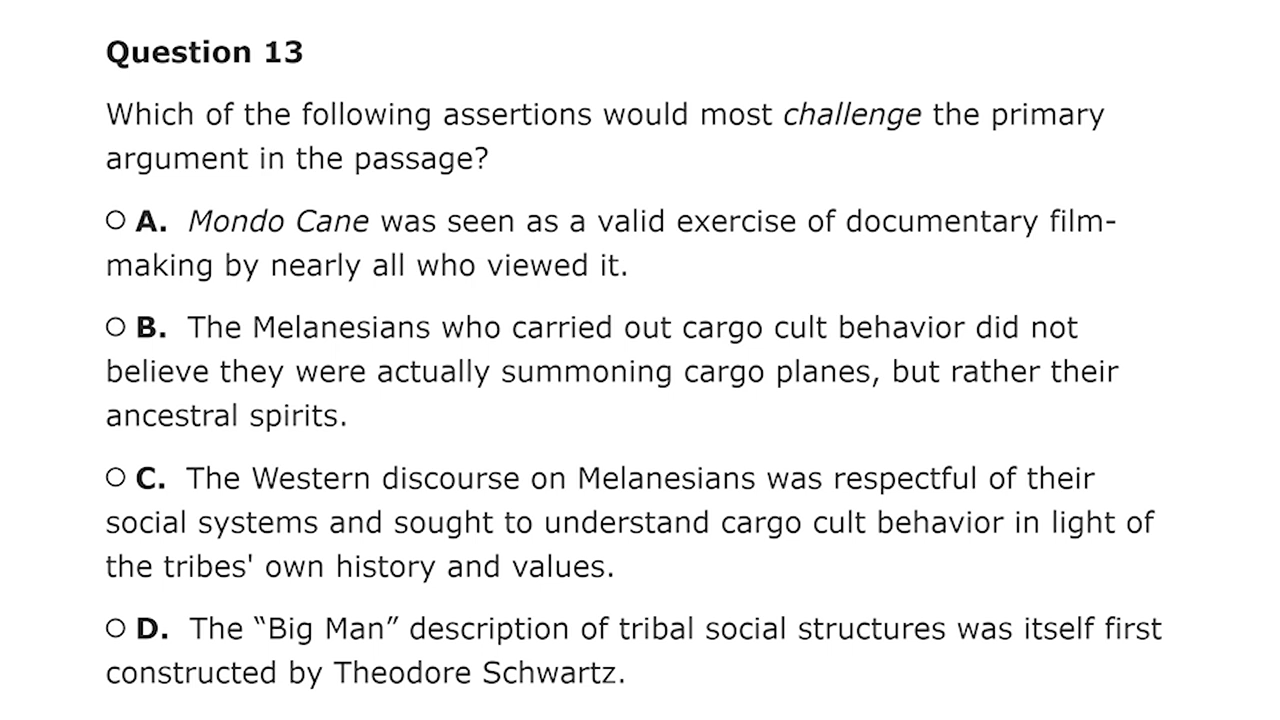 Question 13
Which of the following assertions would most challenge the primary
argument in the passage?
A. Mondo Cane was seen as a valid exercise of documentary film-
making by nearly all who viewed it.
B. The Melanesians who carried out cargo cult behavior did not
believe they were actually summoning cargo planes, but rather their
ancestral spirits.
C. The Western discourse on Melanesians was respectful of their
social systems and sought to understand cargo cult behavior in light of
the tribes' own history and values.
D. The “Big Man” description of tribal social structures was itself first
constructed by Theodore Schwartz.